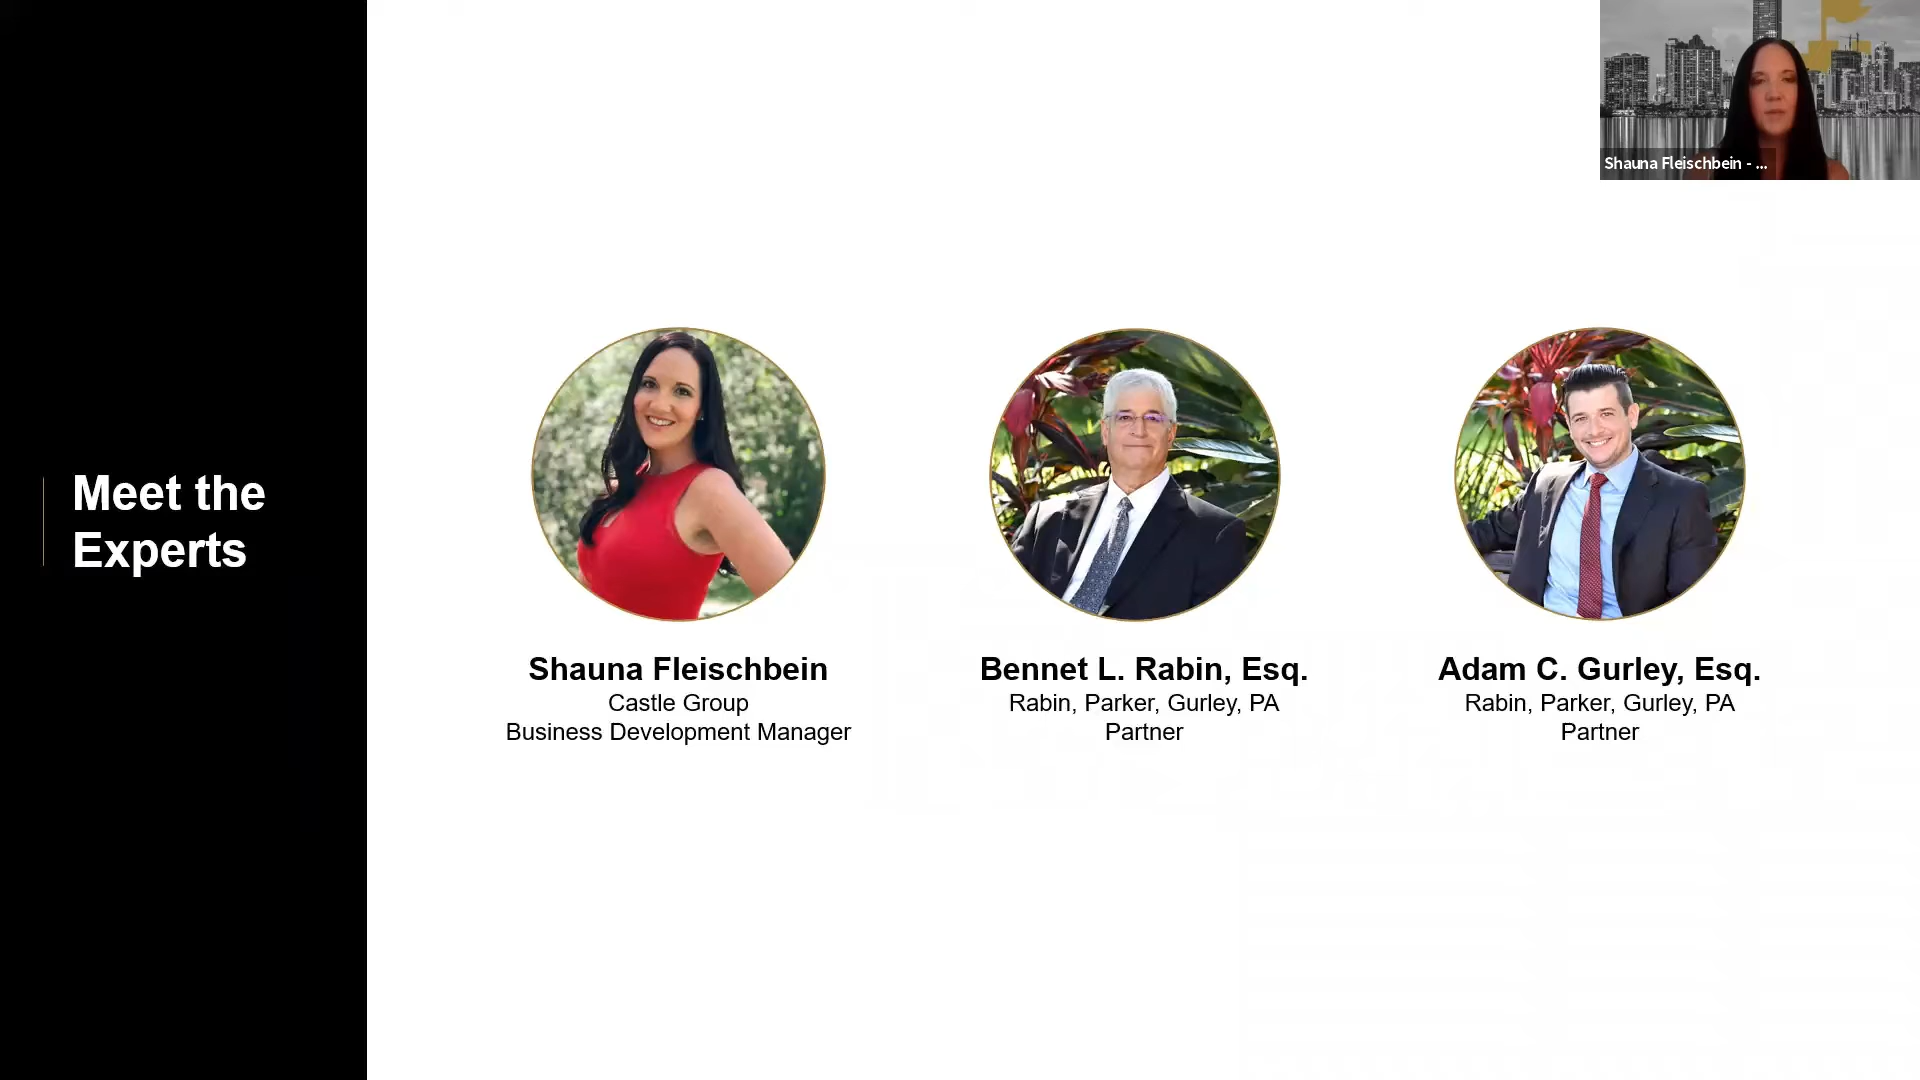 Shauna Fleischbein - ...
Meet the
Experts
Shauna Fleischbein
Castle Group
Business Development Manager
Bennet L. Rabin, Esq.
Rabin, Parker, Gurley, PA
Partner
Adam C. Gurley, Esq.
Rabin, Parker, Gurley, PA
Partner